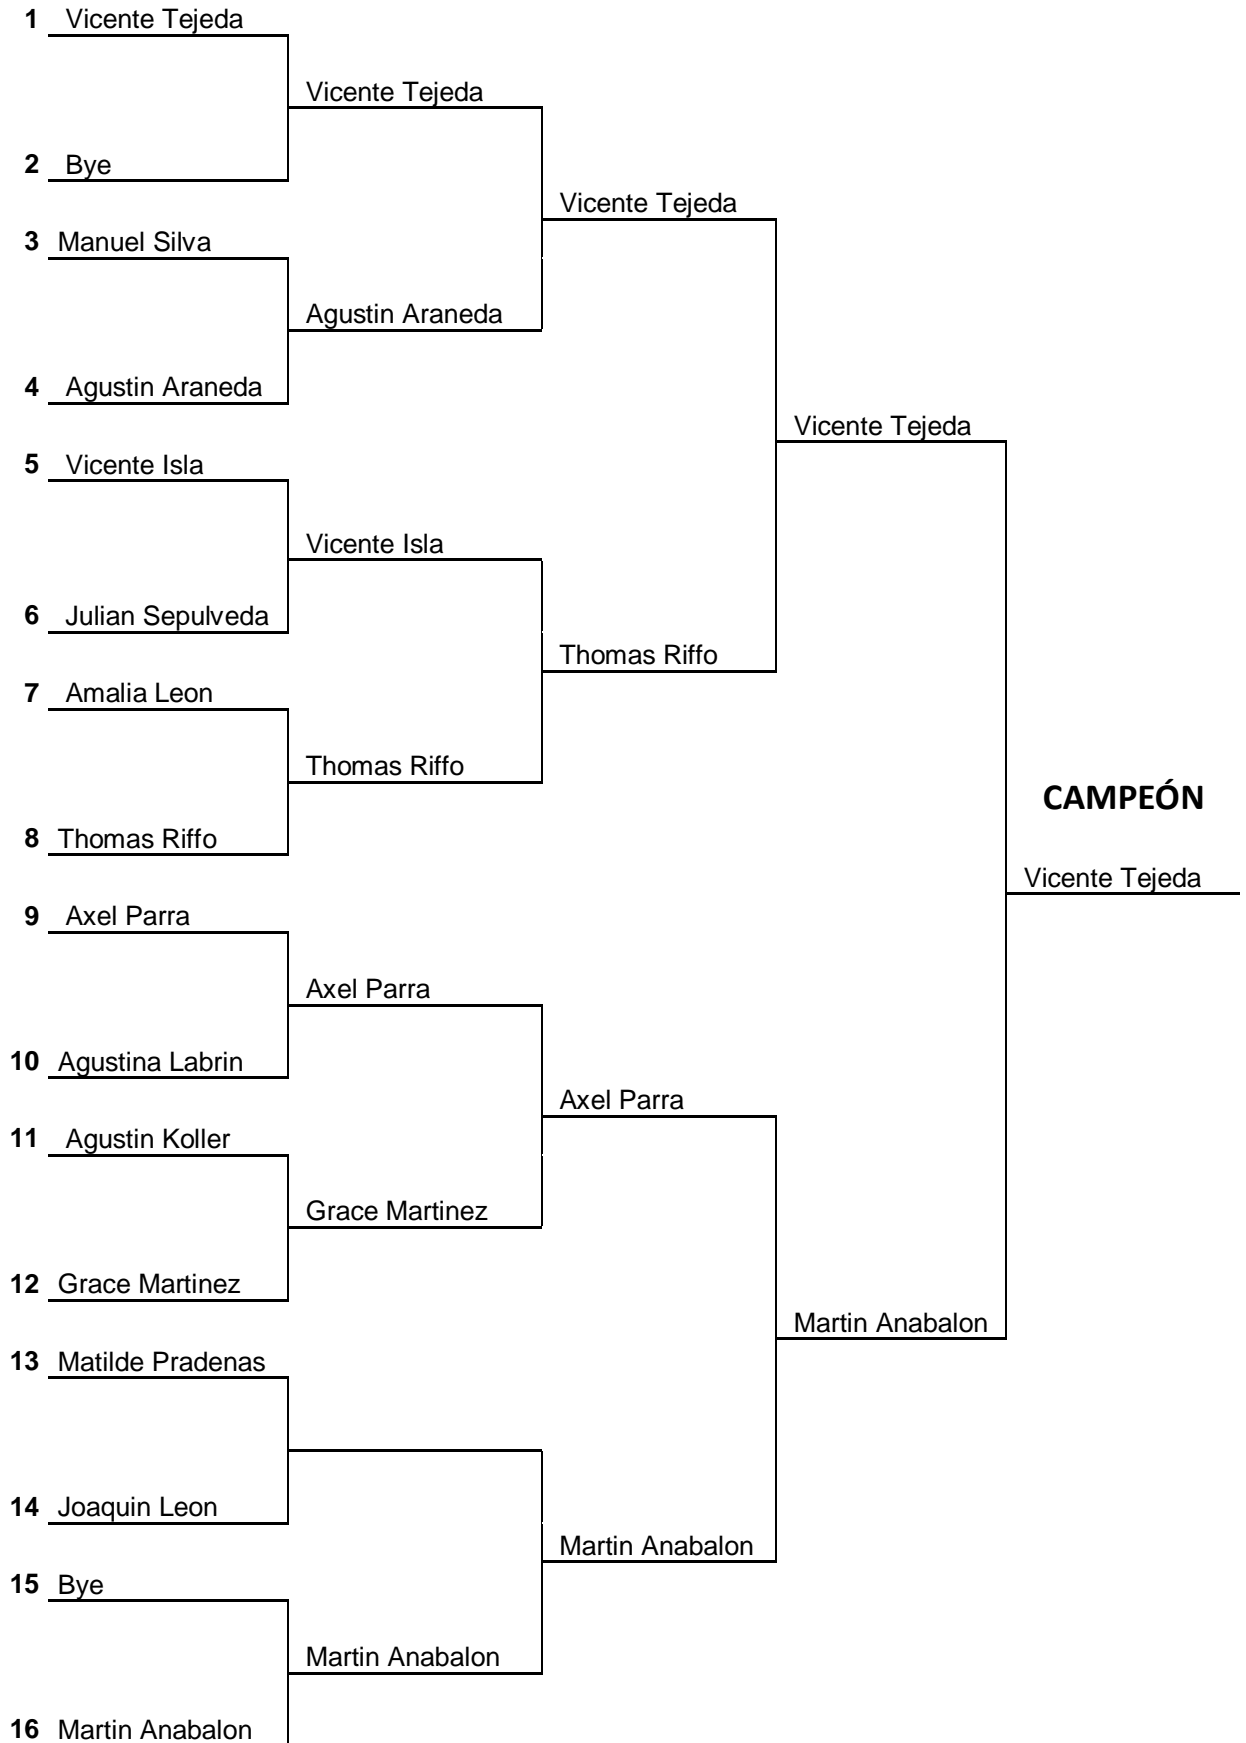 1 Vicente Tejeda
Vicente Tejeda
2 Bye
Vicente Tejeda
3 Manuel Silva
Agustin Araneda
4 Agustin Araneda
Vicente Tejeda
5 Vicente Isla
Vicente Isla
6 Julian Sepulveda
Thomas Riffo
7 Amalia Leon
Thomas Riffo
CAMPEÓN
8 Thomas Riffo
Vicente Tejeda
9 Axel Parra
Axel Parra
10 Agustina Labrin
Axel Parra
11 Agustin Koller
Grace Martinez
12 Grace Martinez
Martin Anabalon
13 Matilde Pradenas
14 Joaquin Leon
Martin Anabalon
15 Bye
Martin Anabalon
16 Martin Anabalon